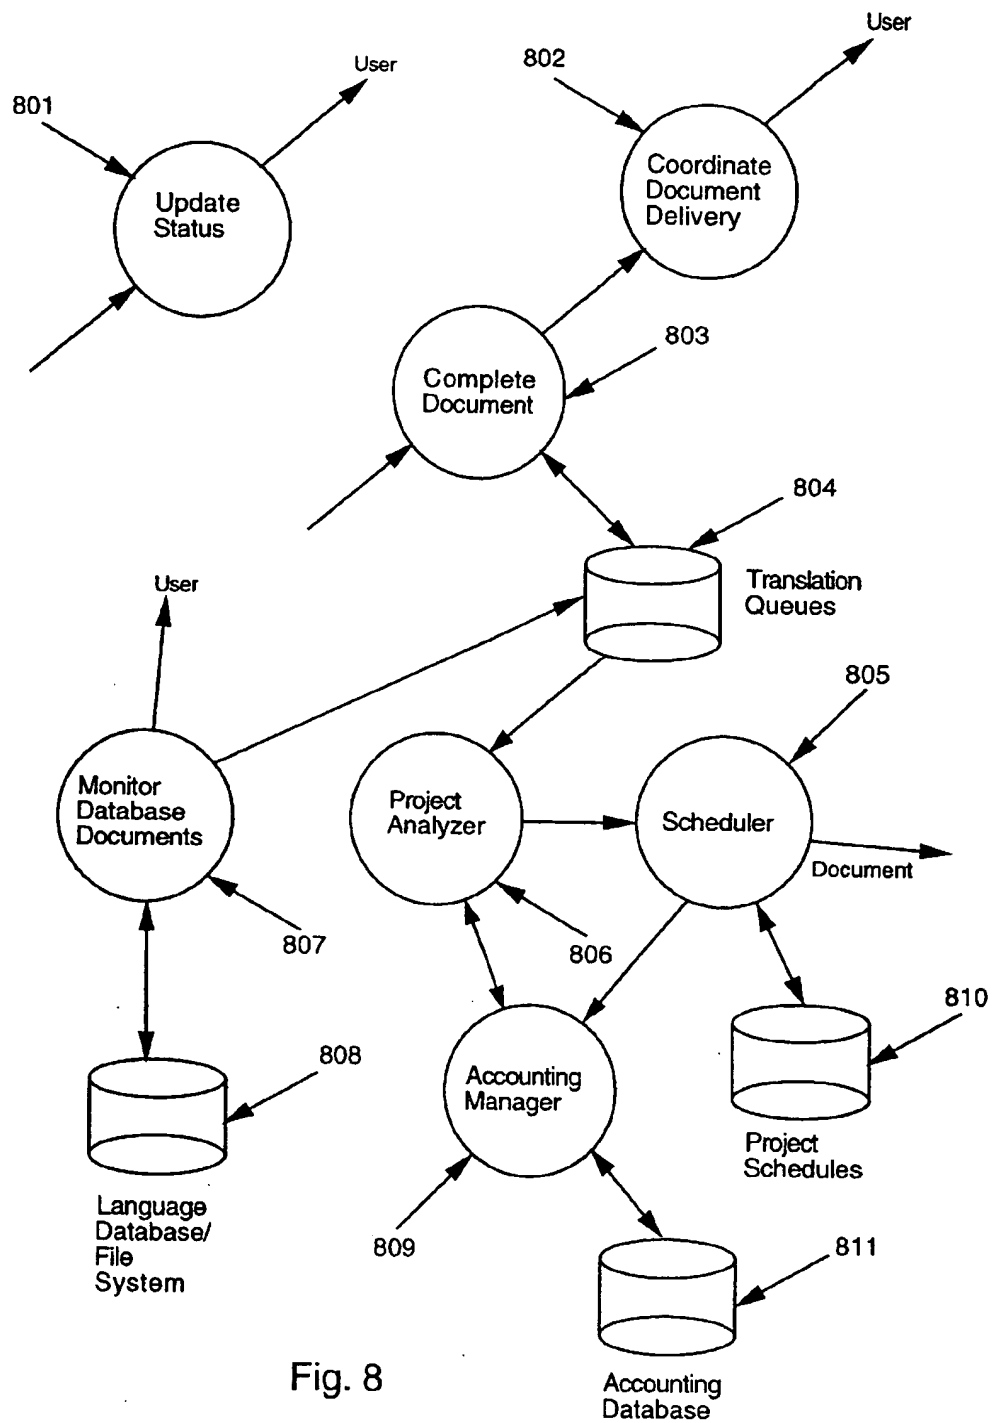 User
802
User
801
Coordinate
Document
Delivery
Update
Status
803
Complete
Document
804
Translation
Queues
User
805
Monitor
Database
Documents
Project
Analyzer
Scheduler
Document
807
806
810
808
Accounting
Manager
Project
Schedules
Language
Database/
File
System
809
811
Fig. 8
Accounting
Database